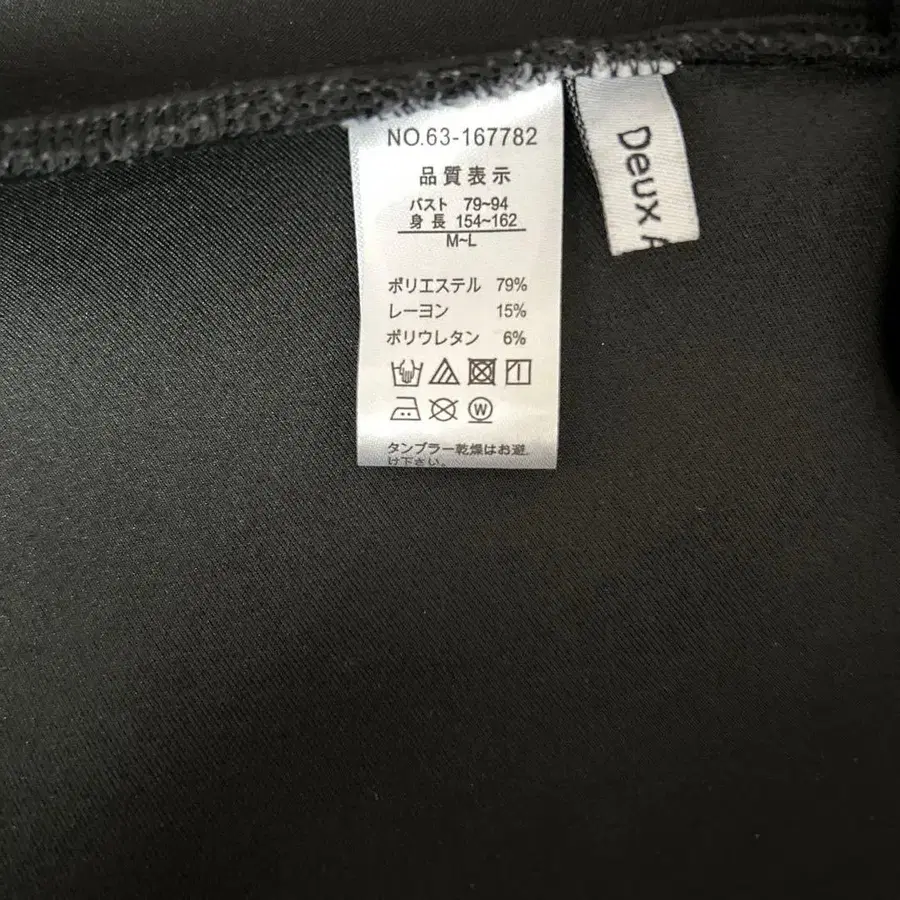 NO.63-167782
品質表示
バスト 79~94
身長 154~162
M~L
ポリエステル 79%
レーヨン 15%
ポリウレタン 6%
W
タンブラー乾燥はお避
け下さい。
Deux A